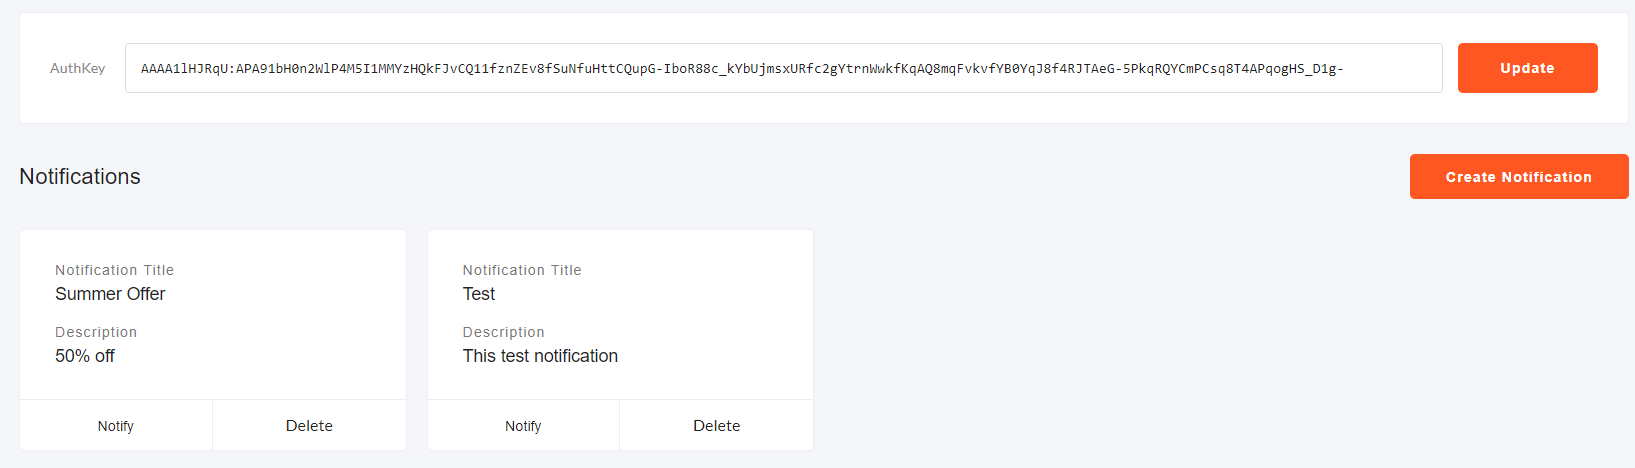 AuthKey
AAAA1lHJRqU:APA91bH0n2WlP4M5I1MMYzHQkFJvCQ11fznZEv8fSuNfuHttCQupG-IboR88c_kYbUjmsxURfc2gYtrnWwkfKqAQ8mqFvkvfYB0YqJ8f4RJTAeG-5PkqRQYCmPCsq8T4APqogHS_D1g-
Update
Notifications
Create Notification
Notification Title
Summer Offer
Description
50% off
Notify
Delete
Notification Title
Test
Description
This test notification
Notify
Delete